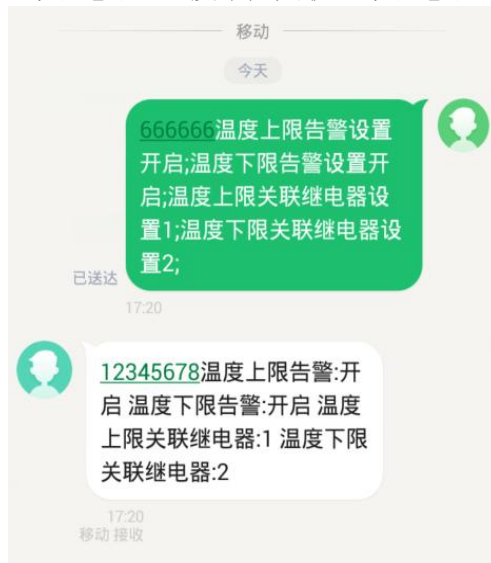 移动
今天
666666温度上限告警设置
开启;温度下限告警设置开
启;温度上限关联继电器设
置1;温度下限关联继电器设
置2;
已送达
17:20
12345678温度上限告警:开
启 温度下限告警:开启 温度
上限关联继电器:1 温度下限
关联继电器:2
17:20
移动 接收